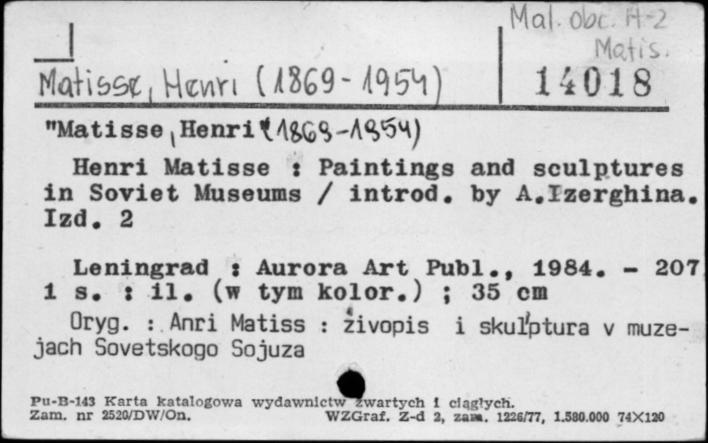 Mal. obc. A-2
Matis.
Matisse, Henri (1869-1954)
14018
"Matisse, Henri (1869-1954)
Henri Matisse : Paintings and sculptures
in Soviet Museums / introd. by A.Izerghina.
Izd. 2
Leningrad : Aurora Art Publ., 1984. - 207
1 s. : il. (w tym kolor.) ; 35 cm
Oryg. : Anri Matiss : živopis i skul'ptura v muze-
jach Sovetskogo Sojuza
Pu-B-143 Karta katalogowa wydawnictw zwartych i ciągłych.
Zam. nr 2520/DW/On. WZGraf. Z-d 2, zam. 1226/77, 1.580.000 74X120